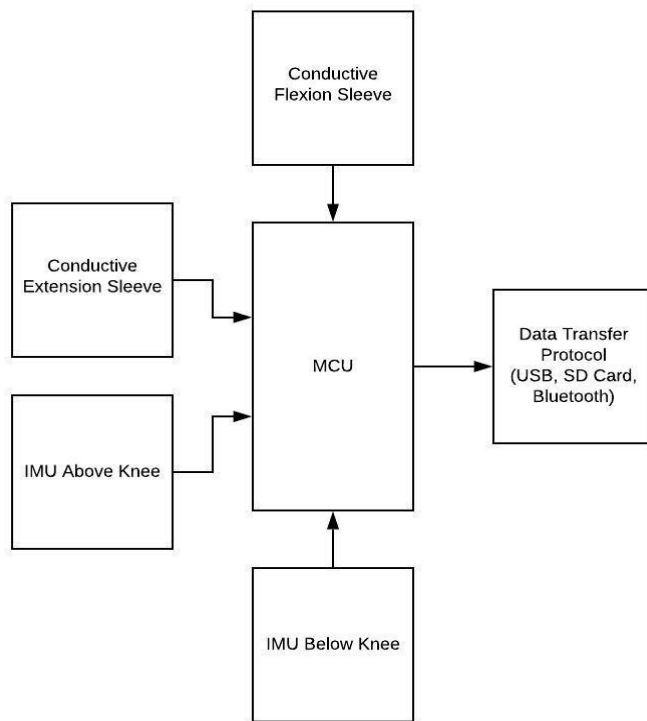 Conductive
Flexion Sleeve
Conductive
Extension Sleeve
MCU
Data Transfer
Protocol
(USB, SD Card,
Bluetooth)
IMU Above Knee
IMU Below Knee